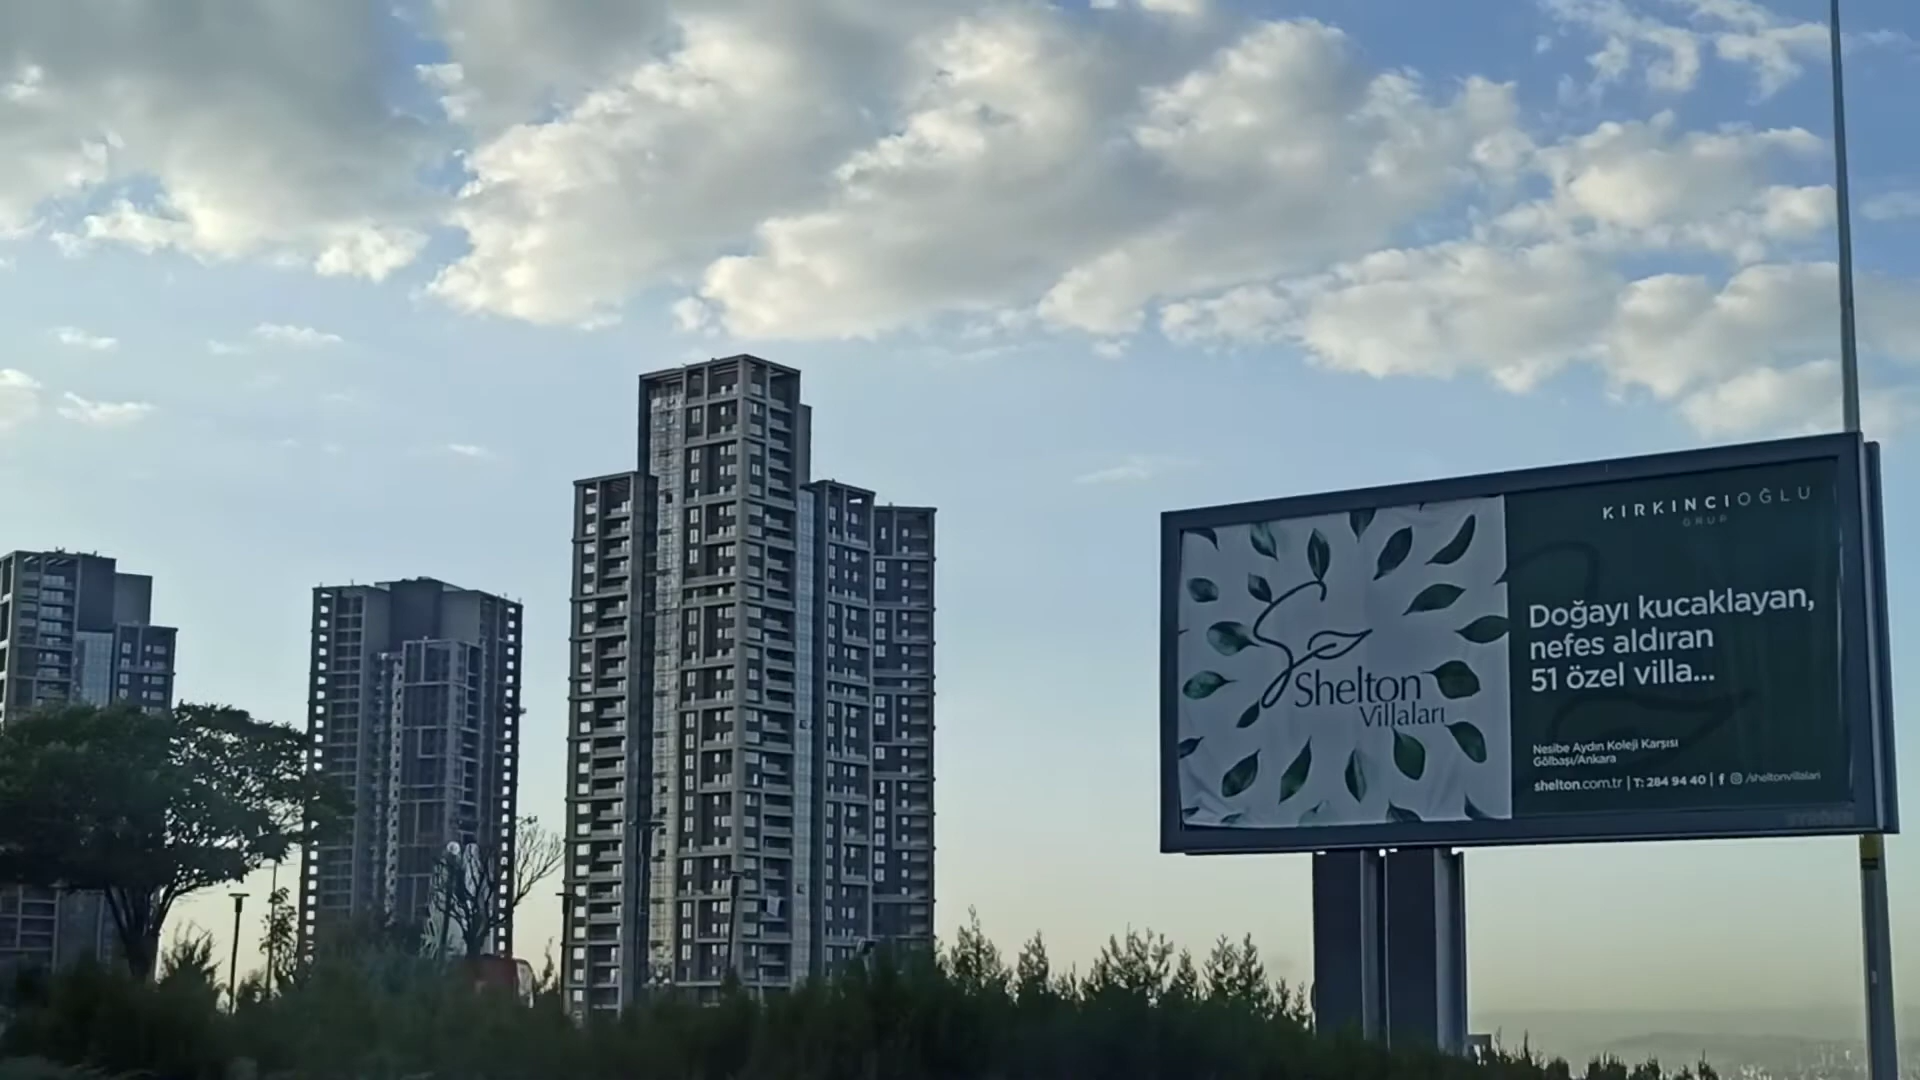 KIRKINCIOĞLU
GRUP
Doğayı kucaklayan,
nefes aldıran
51 özel villa...
Shelton
Villaları
Nesibe Aydın Koleji Karşısı
Gölbaşı/Ankara
shelton.com.tr | T: 284 94 40 | f /sheltonvillalari